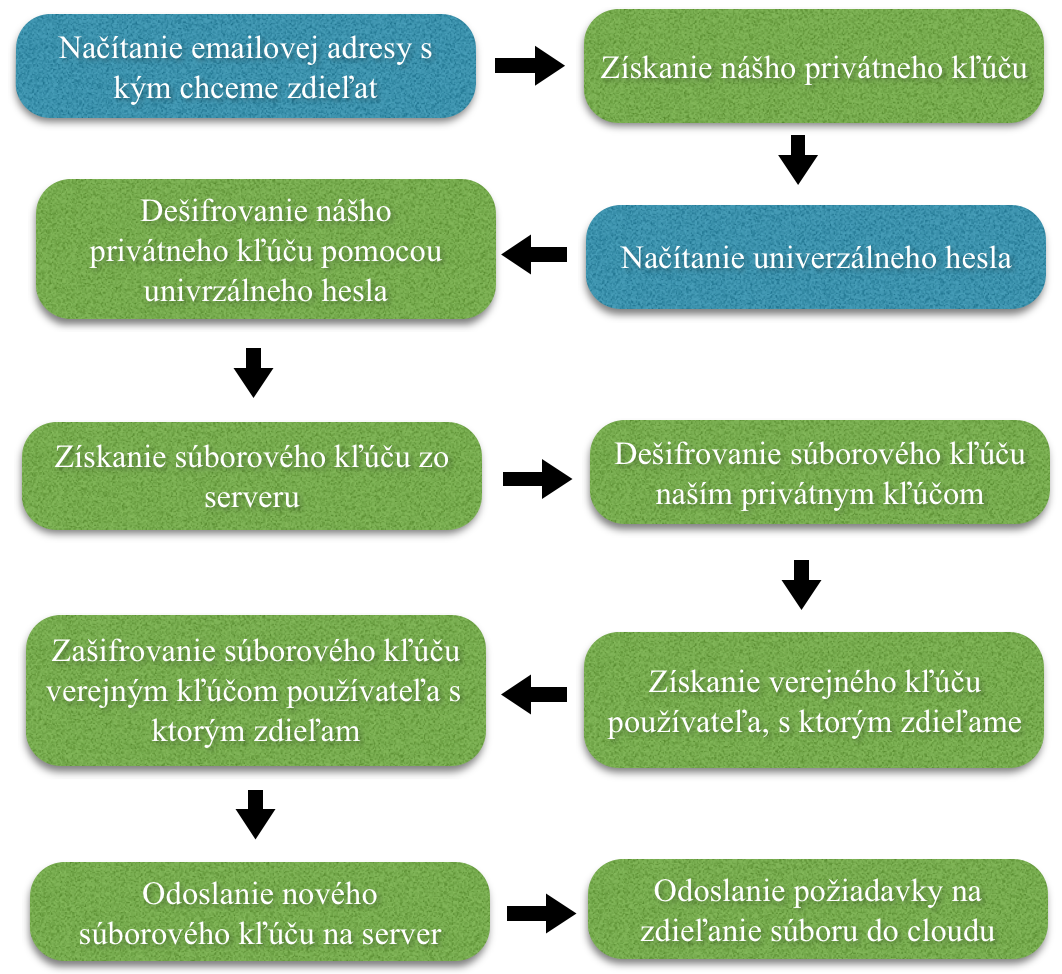 Načítanie emailovej adresy s
kým chceme zdieľat
Získanie nášho privátneho kľúču
Načítanie univerzálneho hesla
Dešifrovanie nášho
privátneho kľúču pomocou
univrzálneho hesla
Získanie súborového kľúču zo
serveru
Dešifrovanie súborového kľúču
naším privátnym kľúčom
Získanie verejného kľúču
používateľa, s ktorým zdieľame
Zašifrovanie súborového kľúču
verejným kľúčom používateľa s
ktorým zdieľam
Odoslanie nového
súborového kľúču na server
Odoslanie požiadavky na
zdieľanie súboru do cloudu